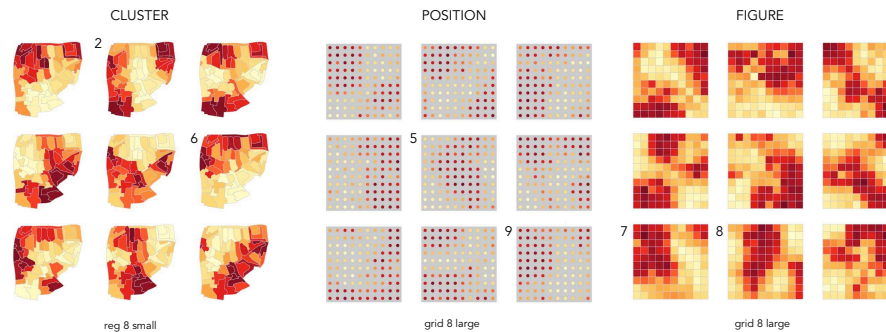 CLUSTER POSITION FIGURE
2
6 5
9 7 8
reg 8 small grid 8 large grid 8 large